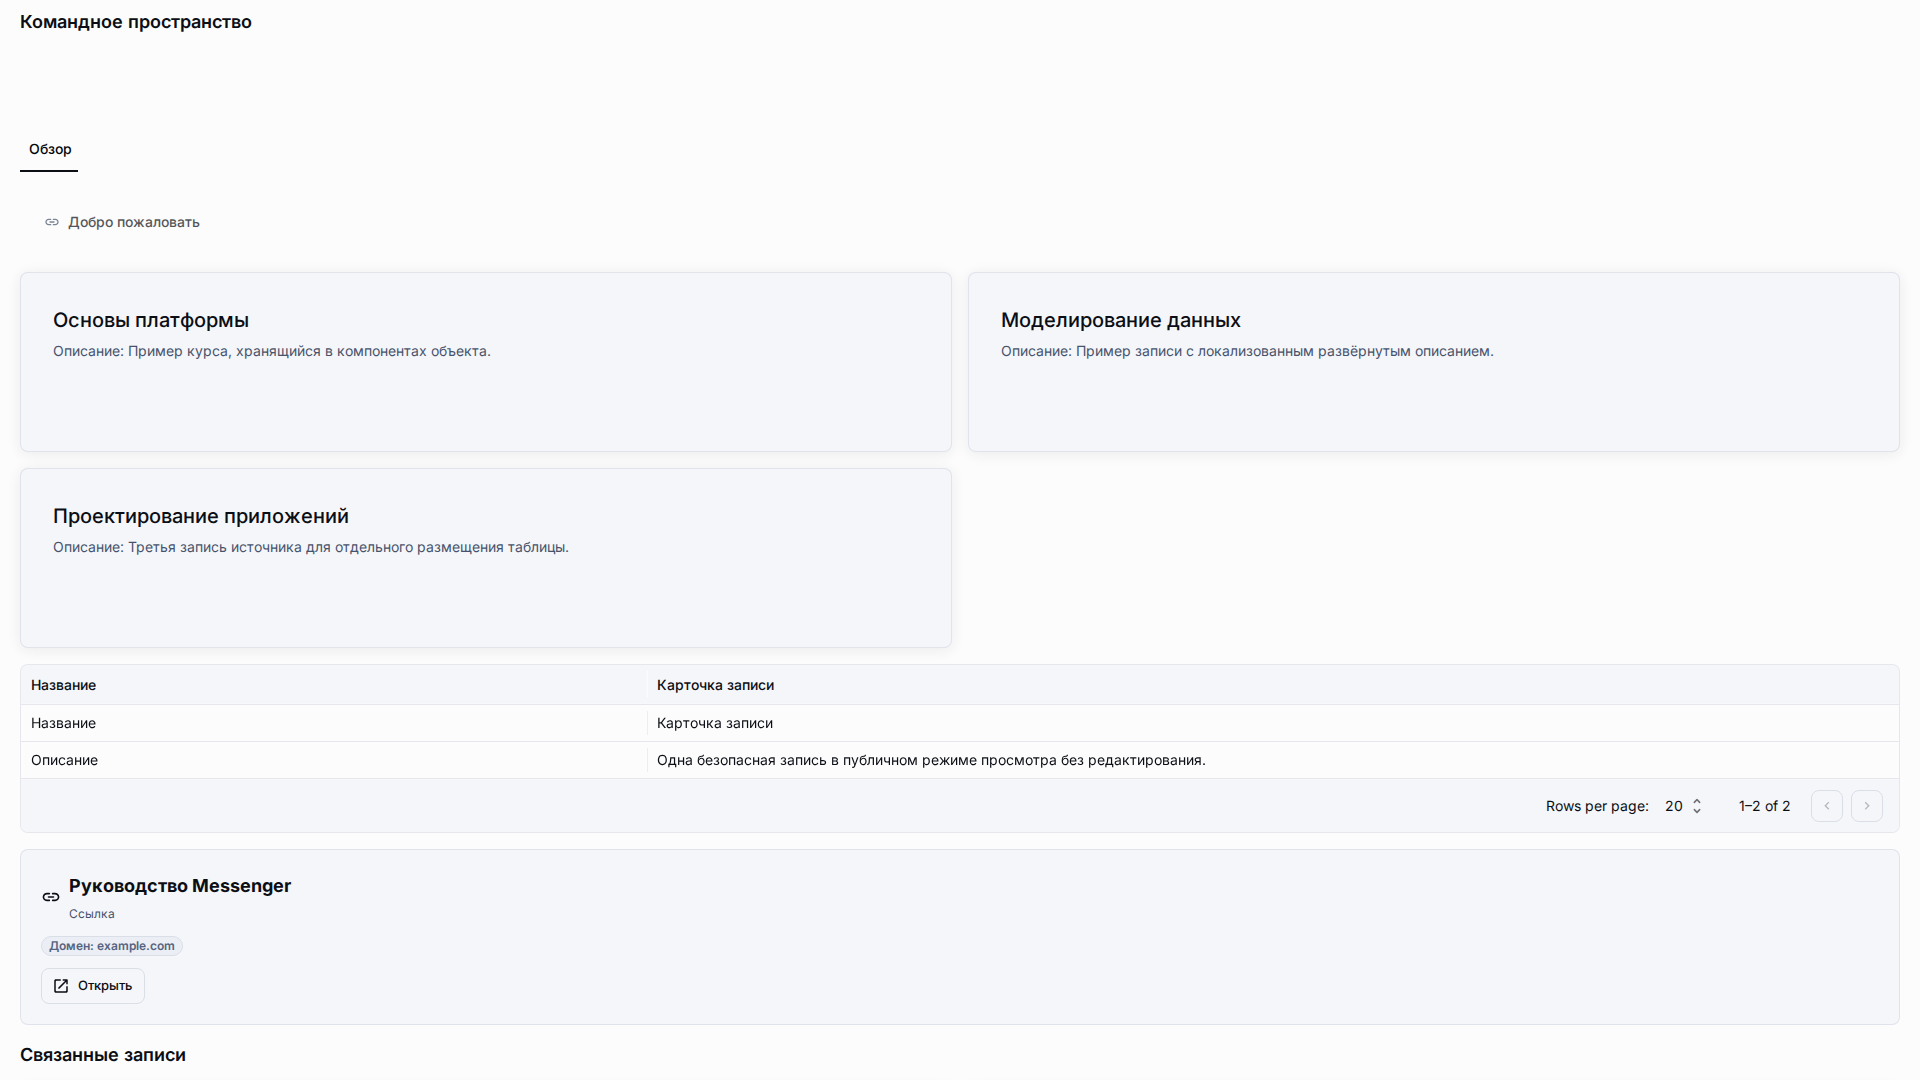 Командное пространство
Обзор
Добро пожаловать
Основы платформы
Описание: Пример курса, хранящийся в компонентах объекта.
Моделирование данных
Описание: Пример записи с локализованным развёрнутым описанием.
Проектирование приложений
Описание: Третья запись источника для отдельного размещения таблицы.
Название Карточка записи
Название Карточка записи
Описание Одна безопасная запись в публичном режиме просмотра без редактирования.
Rows per page: 20 1–2 of 2
Руководство Messenger
Ссылка
Домен: example.com
Открыть
Связанные записи